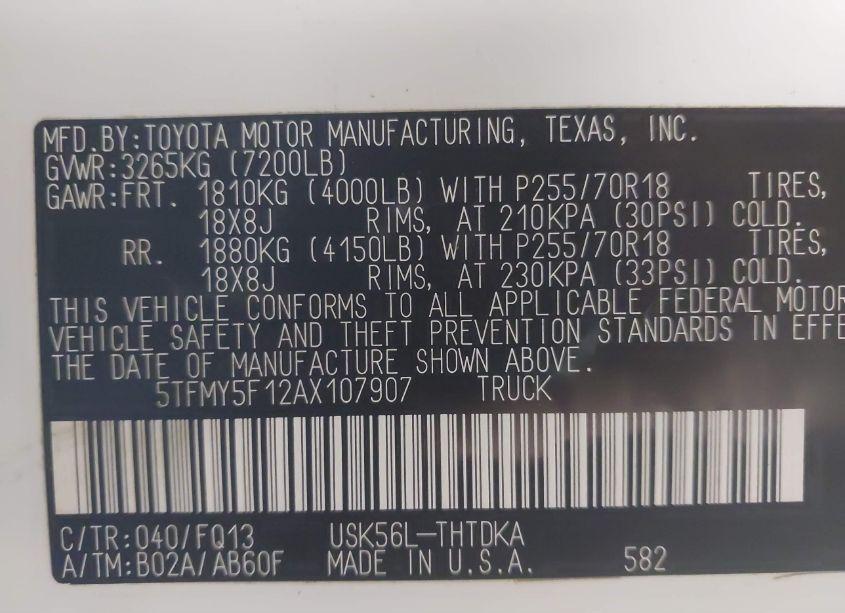 MFD.BY:TOYOTA MOTOR MANUFACTURING, TEXAS, INC.
GVWR:3265KG (7200LB)
GAWR:FRT. 1810KG (4000LB) WITH P255/70R18 TIRES,
18X8J RIMS, AT 210KPA (30PSI) COLD.
RR. 1880KG (4150LB) WITH P255/70R18 TIRES,
18X8J RIMS, AT 230KPA (33PSI) COLD.
THIS VEHICLE CONFORMS TO ALL APPLICABLE FEDERAL MOTOR
VEHICLE SAFETY AND THEFT PREVENTION STANDARDS IN EFFE
THE DATE OF MANUFACTURE SHOWN ABOVE.
5TFMY5F12AX107907 TRUCK
C/TR:040/FQ13 USK56L-THTDKA
A/TM:B02A/AB60F MADE IN U.S.A. 582